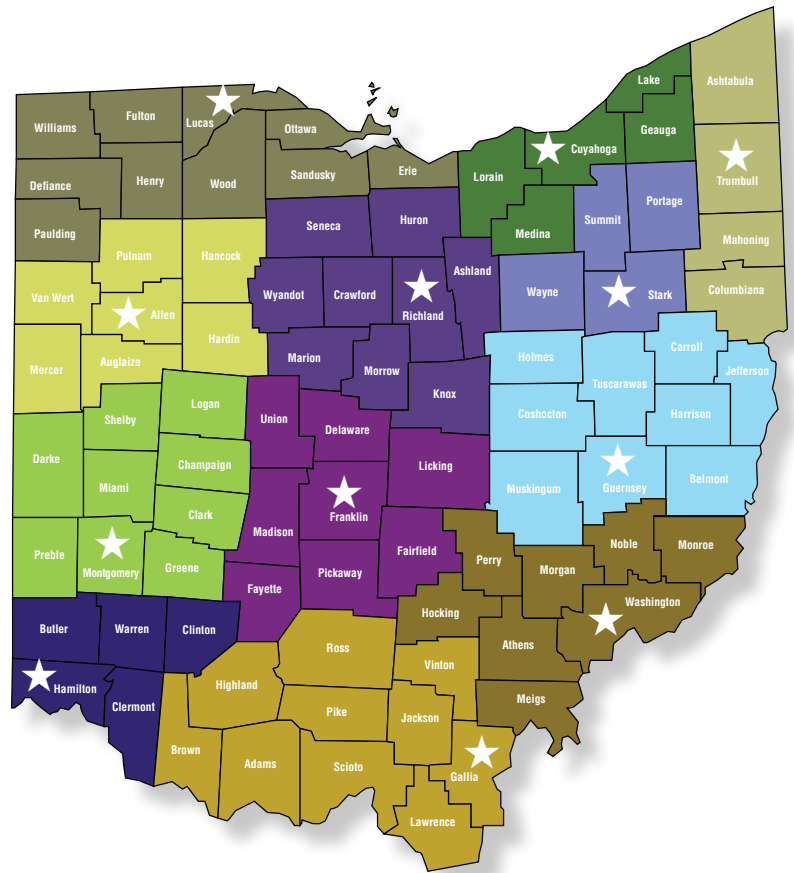 Lake
Ashtabula
Geauga
Cuyahoga
Trumbull
Williams
Fulton
Lucas
Ottawa
Defiance
Henry
Wood
Sandusky
Erie
Lorain
Medina
Summit
Portage
Mahoning
Paulding
Seneca
Huron
Putnam
Hancock
Ashland
Wayne
Stark
Columbiana
Van Wert
Allen
Wyandot
Crawford
Richland
Hardin
Mercer
Auglaize
Marion
Morrow
Knox
Holmes
Tuscarawas
Carroll
Jefferson
Logan
Shelby
Union
Delaware
Coshocton
Harrison
Darke
Champaign
Miami
Licking
Muskingum
Guernsey
Belmont
Clark
Madison
Franklin
Preble
Montgomery
Greene
Fairfield
Perry
Morgan
Noble
Monroe
Fayette
Pickaway
Hocking
Washington
Butler
Warren
Clinton
Ross
Athens
Vinton
Hamilton
Clermont
Highland
Pike
Jackson
Meigs
Brown
Adams
Scioto
Gallia
Lawrence